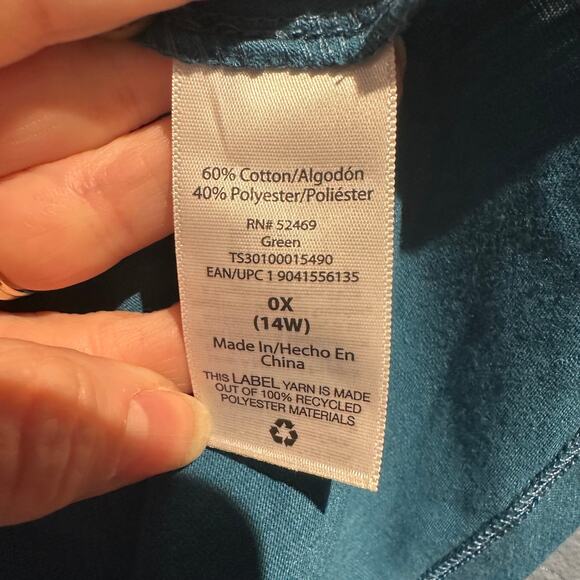 60% Cotton/Algodón
40% Polyester/Poliéster
RN# 52469
Green
TS30100015490
EAN/UPC 1 9041556135
0X
(14W)
Made In/Hecho En
China
THIS LABEL YARN IS MADE
OUT OF 100% RECYCLED
POLYESTER MATERIALS